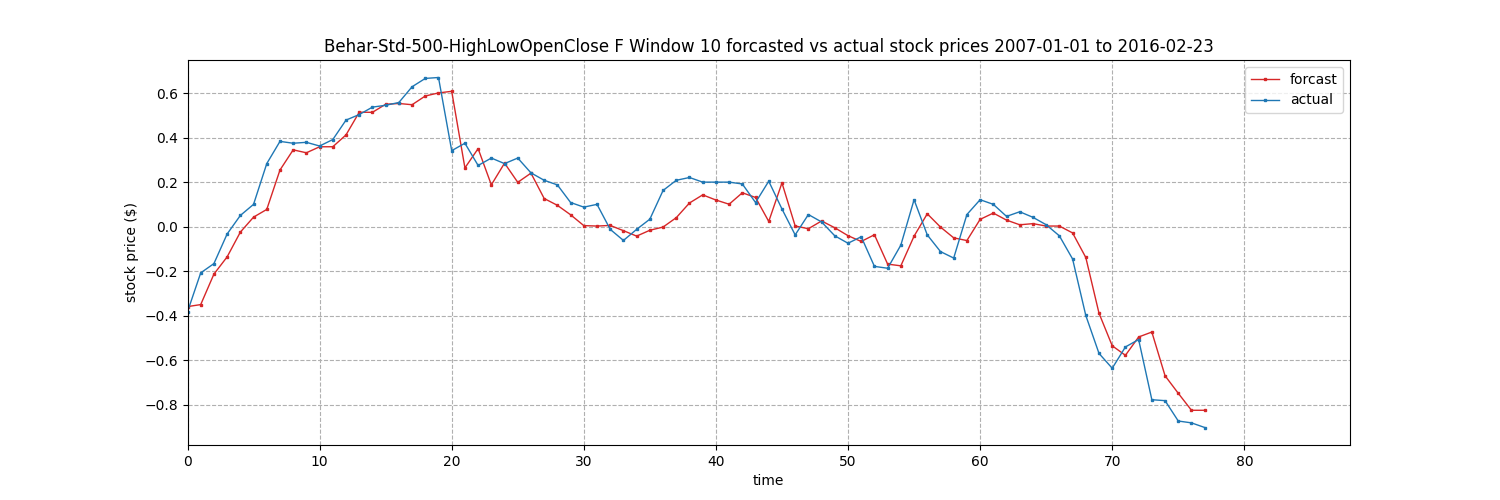 Behar-Std-500-HighLowOpenClose F Window 10 forcasted vs actual stock prices 2007-01-01 to 2016-02-23
forcast
actual
stock price ($)
0.6
0.4
0.2
0.0
−0.2
−0.4
−0.6
−0.8
0 10 20 30 40 50 60 70 80
time